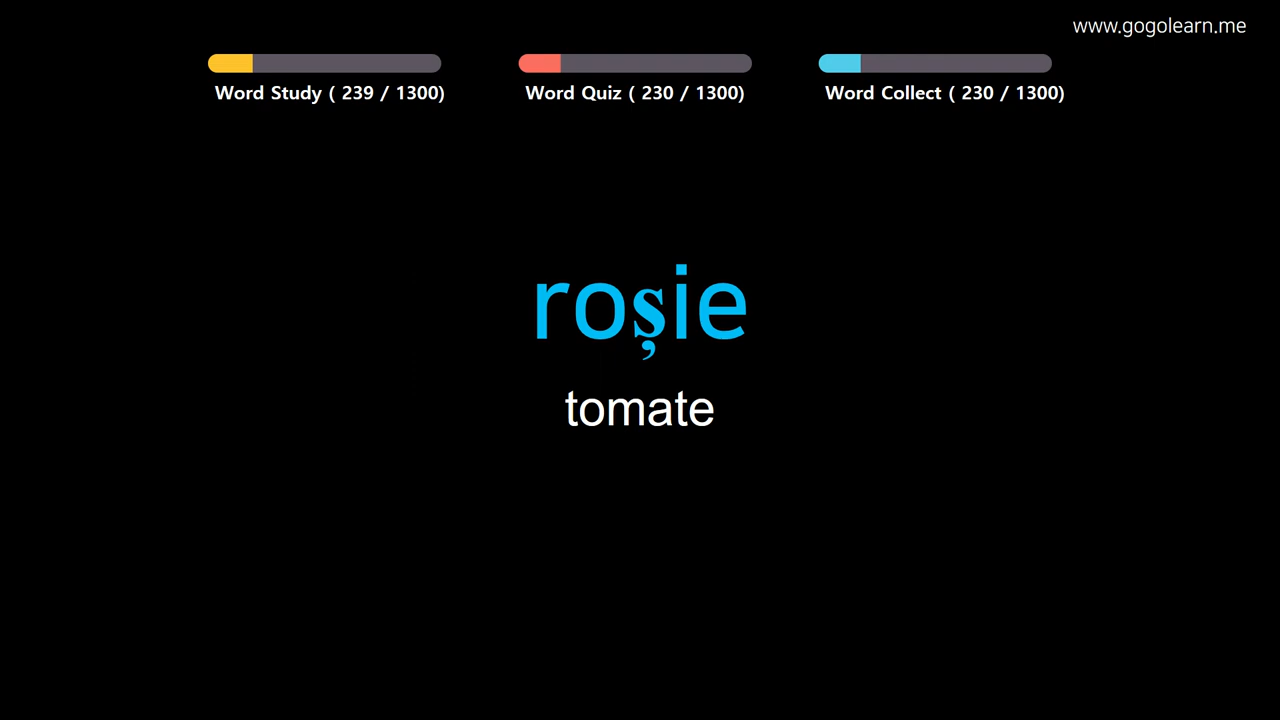 www.gogolearn.me
Word Study ( 239 / 1300)
Word Quiz ( 230 / 1300)
Word Collect ( 230 / 1300)
roșie
tomate